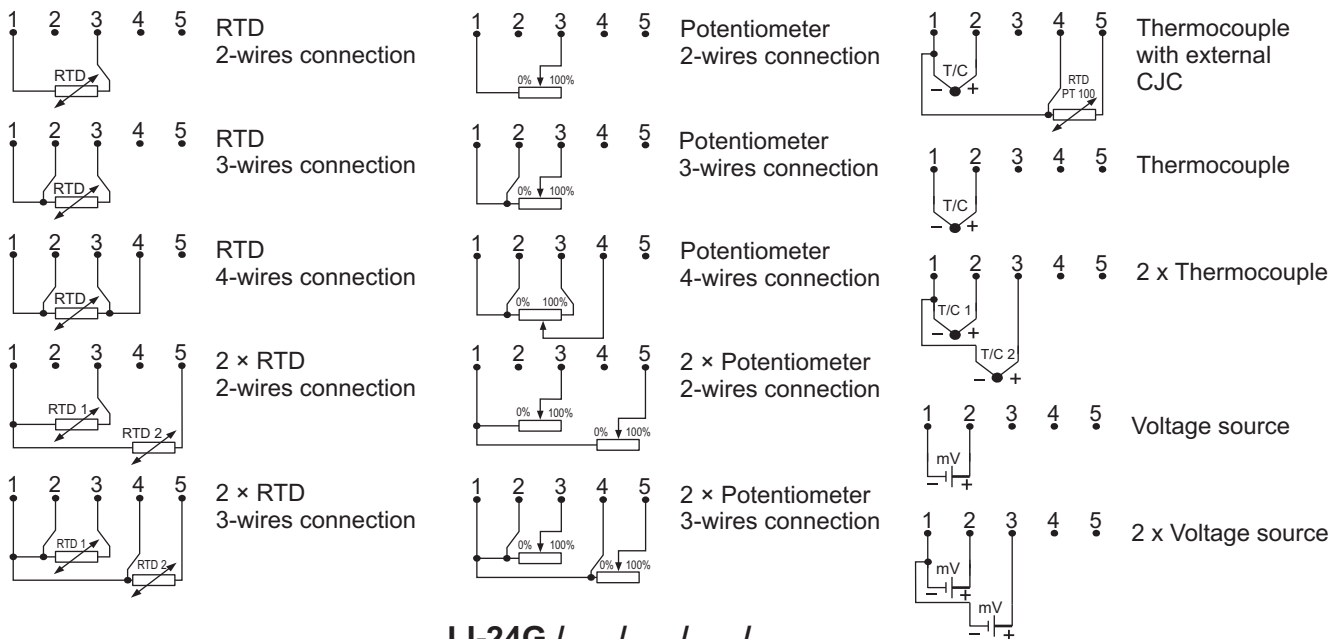 1 2 3 4 5
RTD
2-wires connection
RTD
1 2 3 4 5
RTD
3-wires connection
RTD
1 2 3 4 5
RTD
4-wires connection
RTD
1 2 3 4 5
2 × RTD
2-wires connection
RTD 1
RTD 2
1 2 3 4 5
2 × RTD
3-wires connection
RTD 1
RTD 2
1 2 3 4 5
Potentiometer
2-wires connection
0% 100%
1 2 3 4 5
Potentiometer
3-wires connection
0% 100%
1 2 3 4 5
Potentiometer
4-wires connection
0% 100%
1 2 3 4 5
2 × Potentiometer
2-wires connection
0% 100%
0% 100%
1 2 3 4 5
2 × Potentiometer
3-wires connection
0% 100%
0% 100%
1 2 3 4 5
Thermocouple
with external
CJC
T/C
– +
RTD
PT 100
1 2 3 4 5
Thermocouple
T/C
– +
1 2 3 4 5
2 x Thermocouple
T/C 1
– +
T/C 2
– +
1 2 3 4 5
Voltage source
mV
– +
1 2 3 4 5
2 x Voltage source
mV
– +
mV
– +